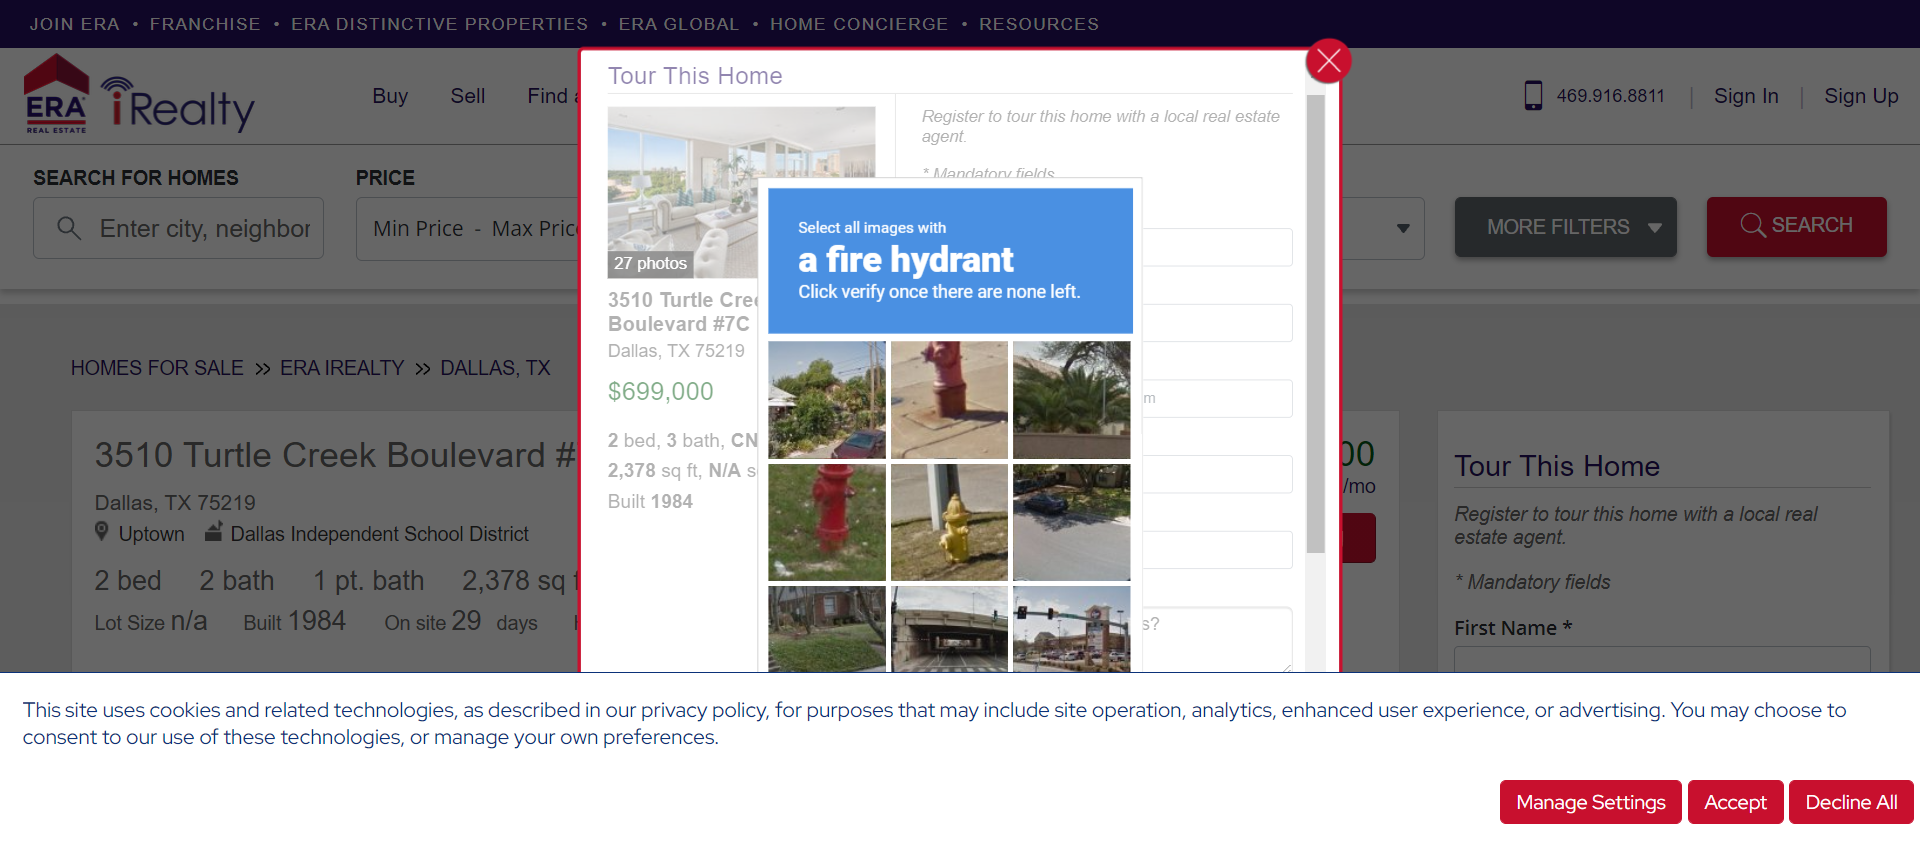 JOIN ERA • FRANCHISE • ERA DISTINCTIVE PROPERTIES • ERA GLOBAL • HOME CONCIERGE • RESOURCES
ERA
REAL ESTATE
iRealty
Buy
Sell
Find
469.916.8811
Sign In
Sign Up
SEARCH FOR HOMES
Enter city, neighbor
PRICE
Min Price - Max Pric
MORE FILTERS
SEARCH
HOMES FOR SALE » ERA IREALTY » DALLAS, TX
3510 Turtle Creek Boulevard #
Dallas, TX 75219
Uptown
Dallas Independent School District
2 bed
2 bath
1 pt. bath
2,378 sq
Lot Size n/a
Built 1984
On site 29 days
00
/mo
Tour This Home
Register to tour this home with a local real
estate agent.
* Mandatory fields
First Name *
Tour This Home
27 photos
3510 Turtle Cree
Boulevard #7C
Dallas, TX 75219
$699,000
2 bed, 3 bath, CN
2,378 sq ft, N/A s
Built 1984
Register to tour this home with a local real estate
agent.
* Mandatory fields
m
s?
Select all images with
a fire hydrant
Click verify once there are none left.
This site uses cookies and related technologies, as described in our privacy policy, for purposes that may include site operation, analytics, enhanced user experience, or advertising. You may choose to
consent to our use of these technologies, or manage your own preferences.
Manage Settings
Accept
Decline All